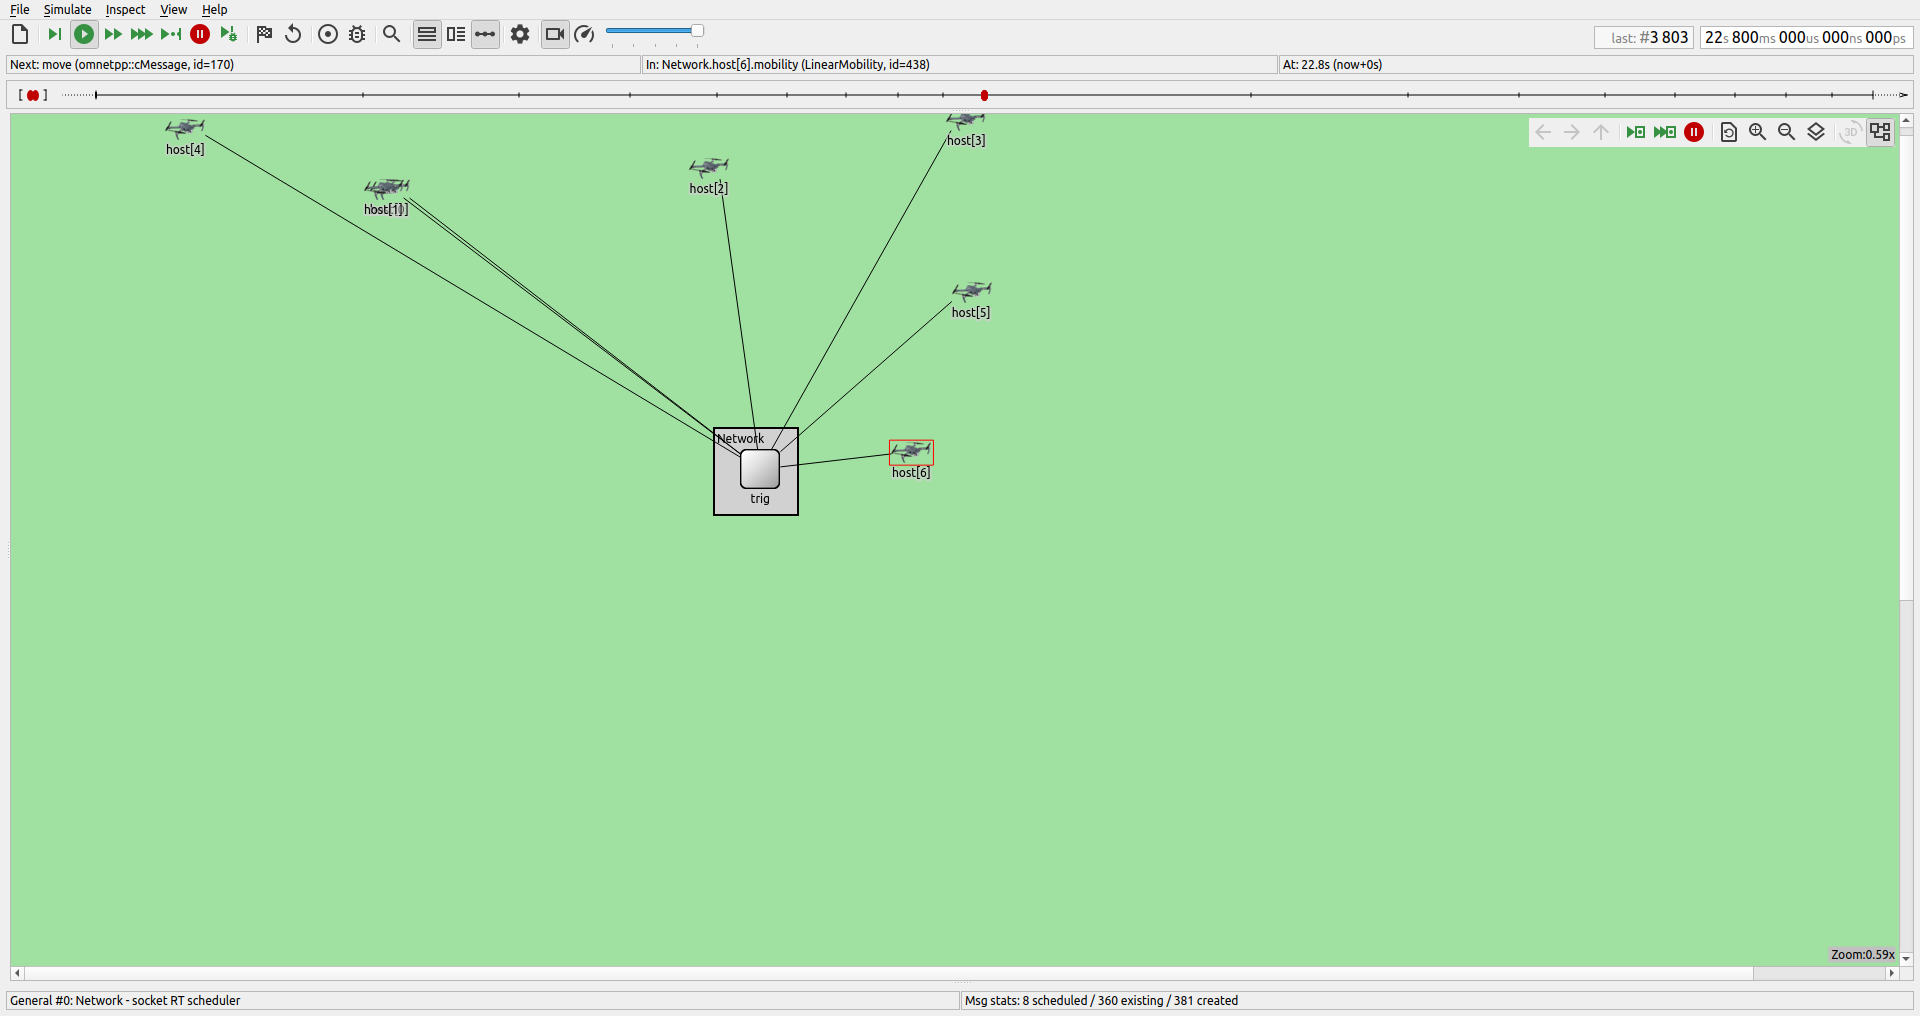 File Simulate Inspect View Help
last: #3 803
22s 800ms 000us 000ns 000ps
Next: move (omnetpp::cMessage, id=170)
In: Network.host[6].mobility (LinearMobility, id=438)
At: 22.8s (now+0s)
host[4]
host[3]
3D
host[2]
host[1]
host[5]
Network
host[6]
trig
Zoom:0.59x
General #0: Network - socket RT scheduler
Msg stats: 8 scheduled / 360 existing / 381 created